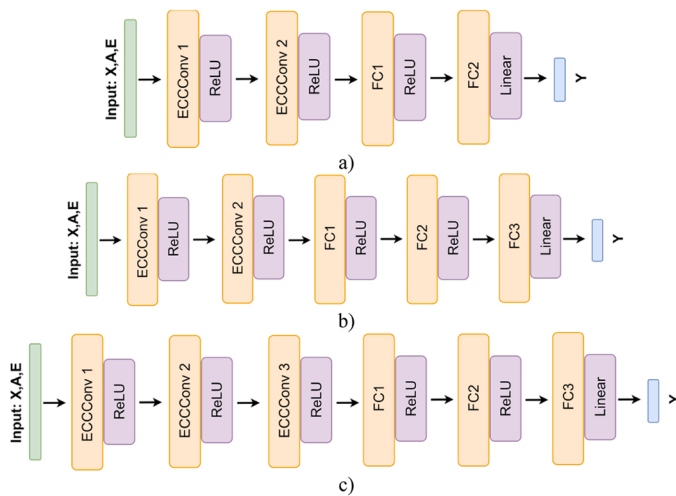 Input: X,A,E
ECCConv 1
ReLU
ECCConv 2
ReLU
FC1
ReLU
FC2
Linear
Y
a)
Input: X,A,E
ECCConv 1
ReLU
ECCConv 2
ReLU
FC1
ReLU
FC2
ReLU
FC3
Linear
Y
b)
Input: X,A,E
ECCConv 1
ReLU
ECCConv 2
ReLU
ECCConv 3
ReLU
FC1
ReLU
FC2
ReLU
FC3
Linear
Y
c)